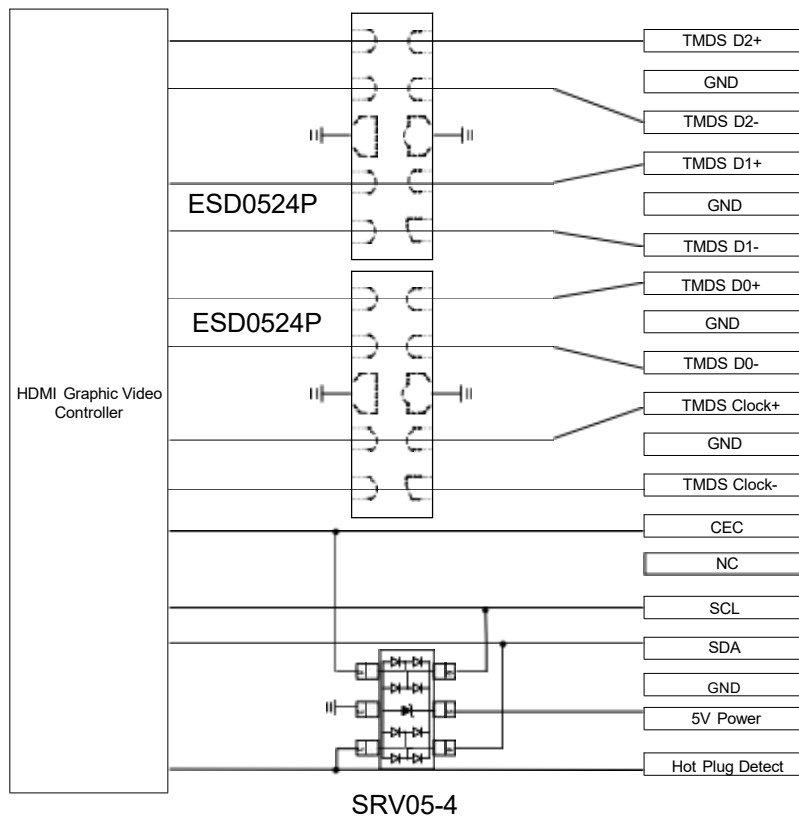 TMDS D2+
GND
TMDS D2-
TMDS D1+
ESD0524P
GND
TMDS D1-
TMDS D0+
ESD0524P
GND
TMDS D0-
HDMI Graphic Video
Controller
TMDS Clock+
GND
TMDS Clock-
CEC
NC
SCL
SDA
GND
5V Power
Hot Plug Detect
SRV05-4